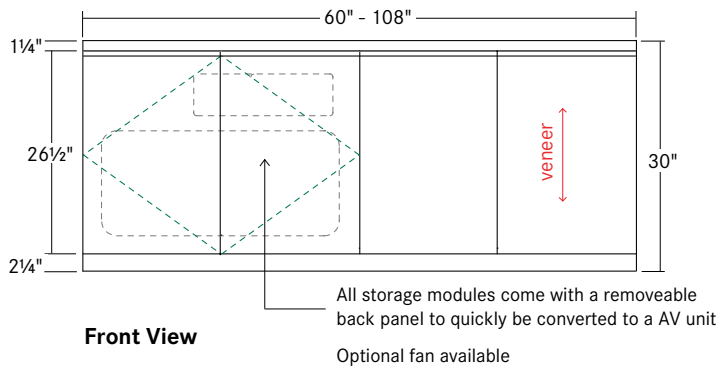 60" - 108"
1¼"
26½"
veneer
30"
2¼"
All storage modules come with a removeable
back panel to quickly be converted to a AV unit
Front View
Optional fan available